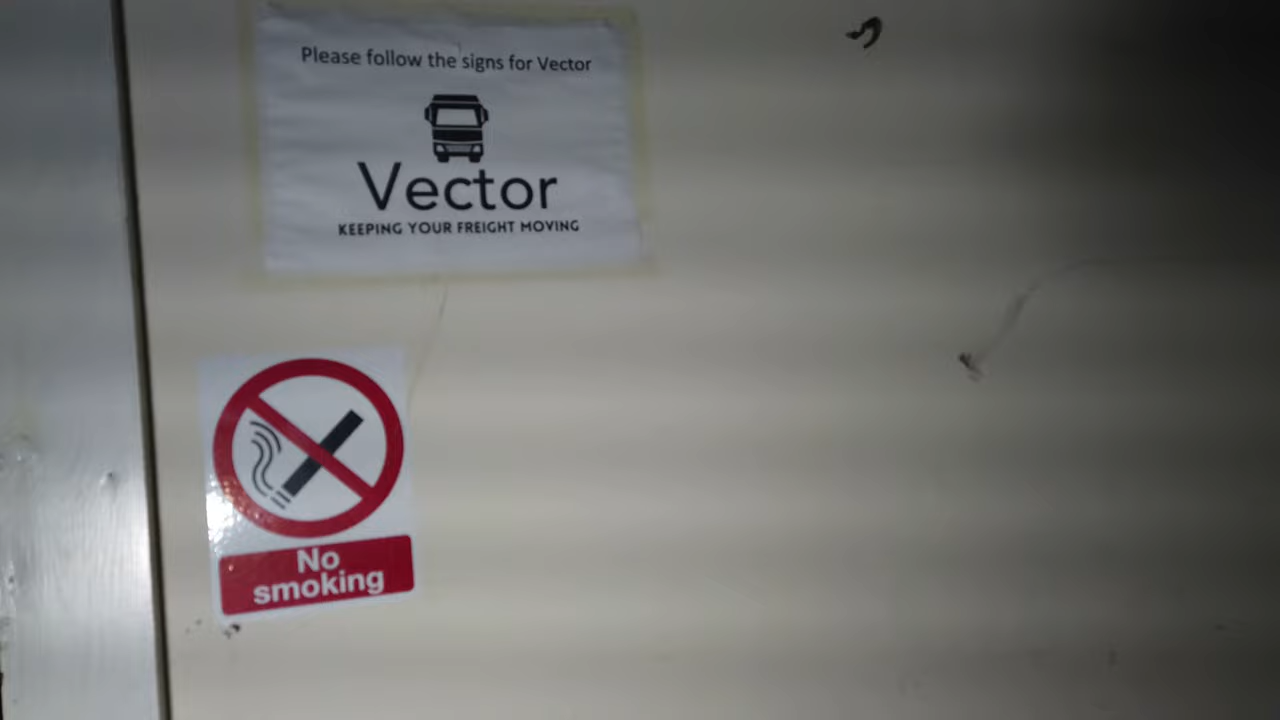 Please follow the signs for Vector
Vector
KEEPING YOUR FREIGHT MOVING
No
smoking